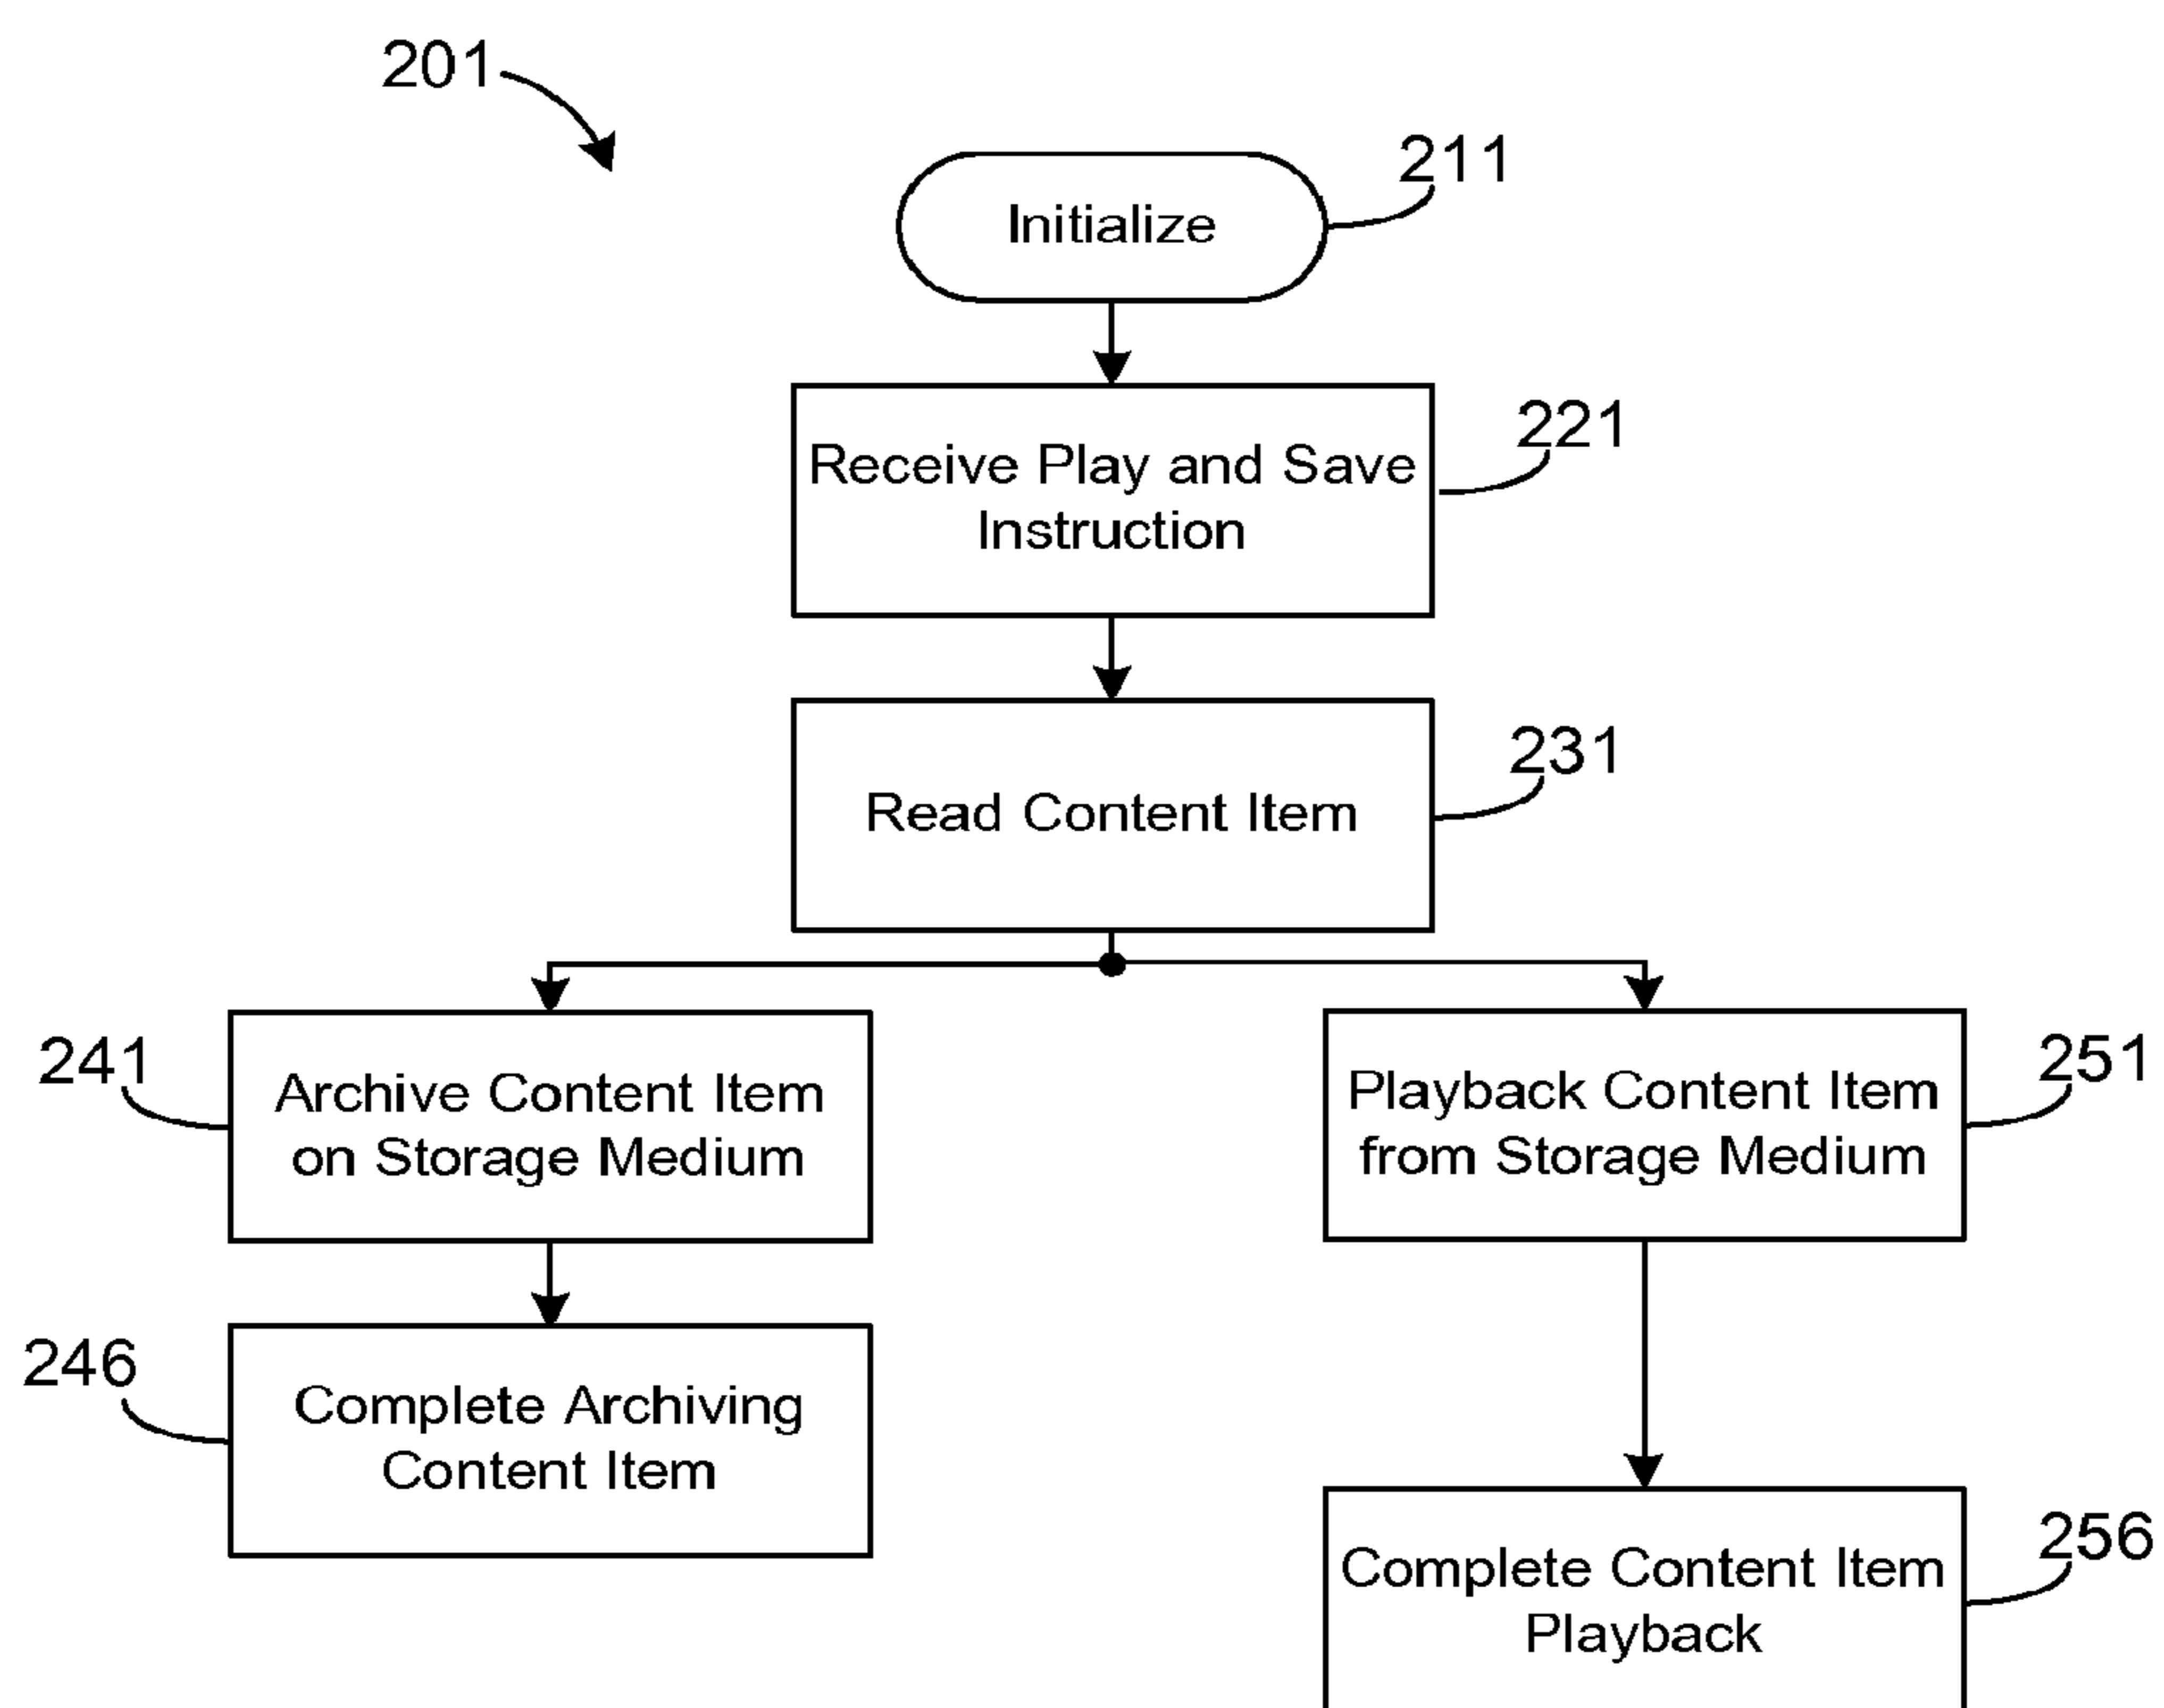 201
211
Initialize
221
Receive Play and Save
Instruction
231
Read Content Item
241
Archive Content Item
on Storage Medium
251
Playback Content Item
from Storage Medium
246
Complete Archiving
Content Item
256
Complete Content Item
Playback